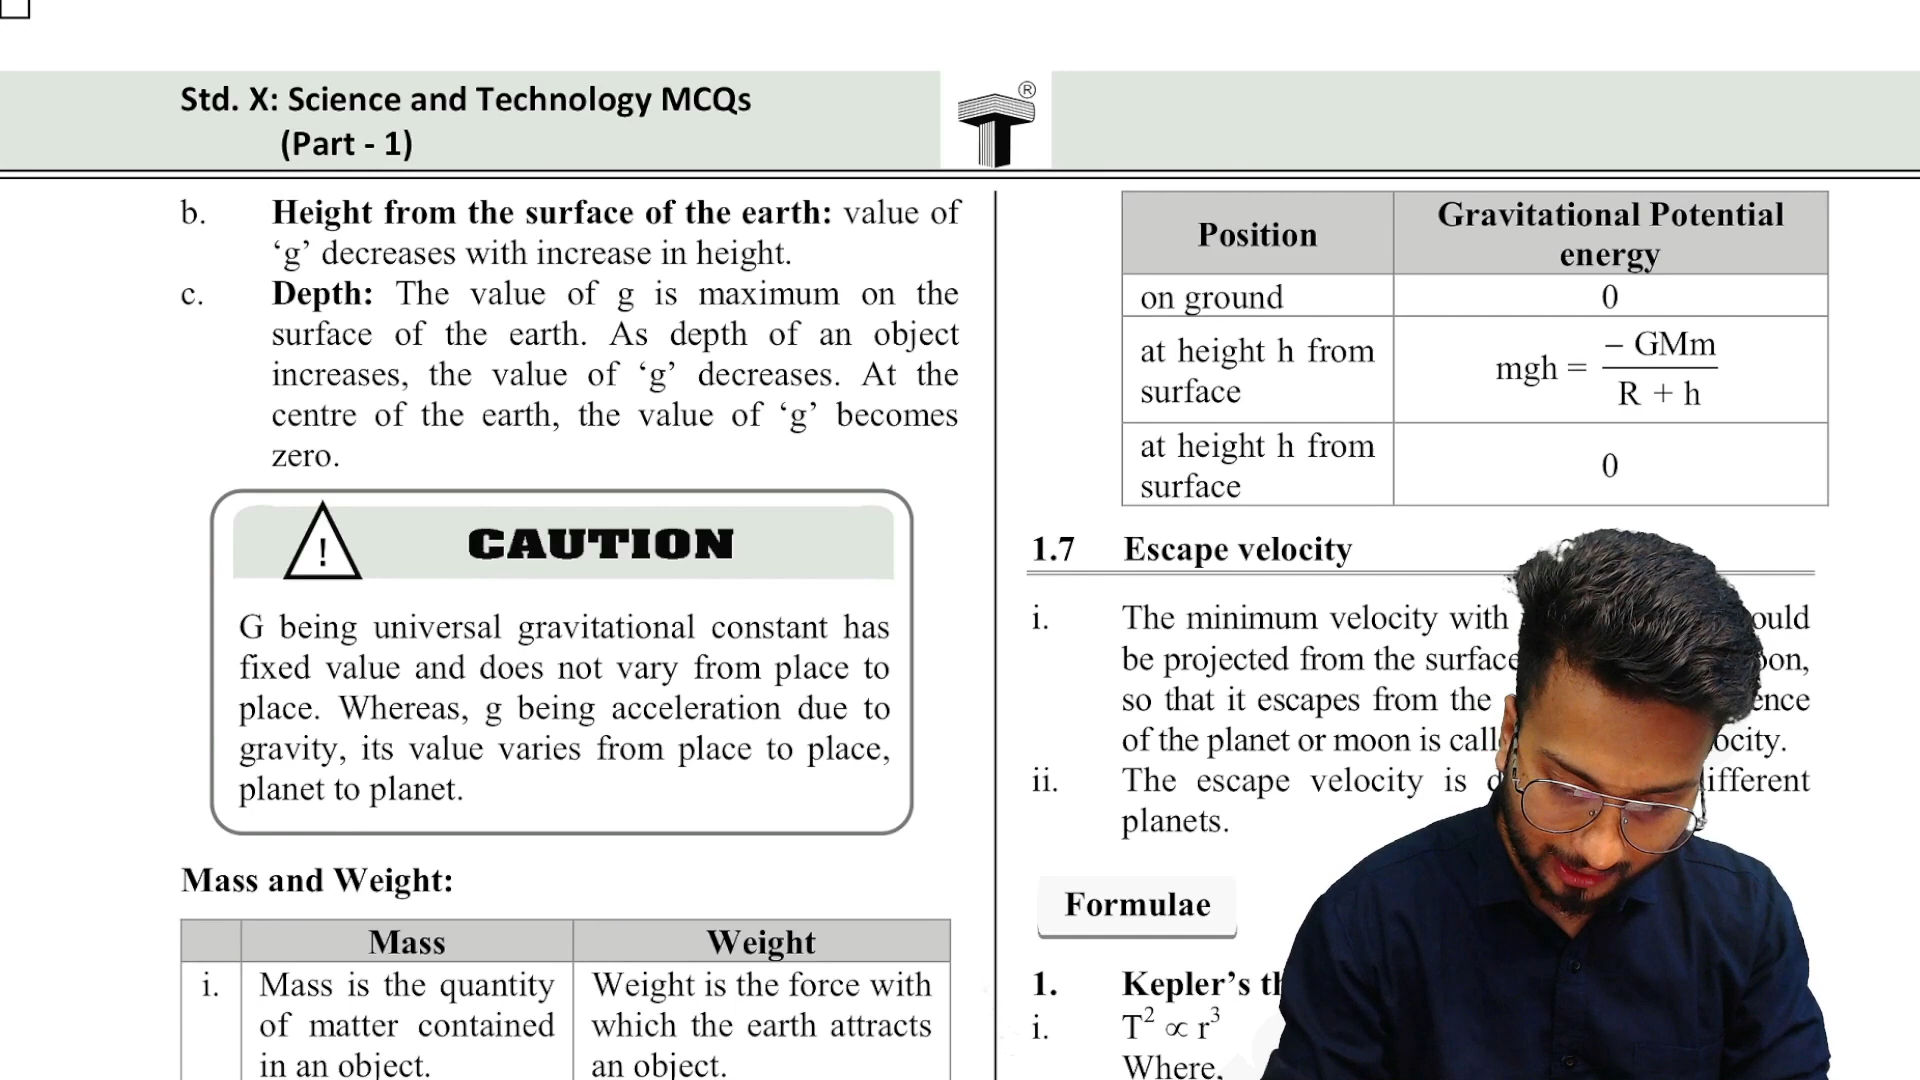 Std. X: Science and Technology MCQs
(Part - 1)
®
b. Height from the surface of the earth: value of
‘g’ decreases with increase in height.
c. Depth: The value of g is maximum on the
surface of the earth. As depth of an object
increases, the value of ‘g’ decreases. At the
centre of the earth, the value of ‘g’ becomes
zero.
!
CAUTION
G being universal gravitational constant has
fixed value and does not vary from place to
place. Whereas, g being acceleration due to
gravity, its value varies from place to place,
planet to planet.
Mass and Weight:
Mass Weight
i. Mass is the quantity Weight is the force with
of matter contained which the earth attracts
in an object. an object.
Position Gravitational Potential
energy
on ground 0
at height h from
surface
mgh = – GMm
R + h
at height h from
surface
0
1.7 Escape velocity
i. The minimum velocity with
be projected from the surface
so that it escapes from the
of the planet or moon is
ii. The escape velocity is
planets.
Formulae
1. Kepler’s
i. T² ∝ r³
Where,